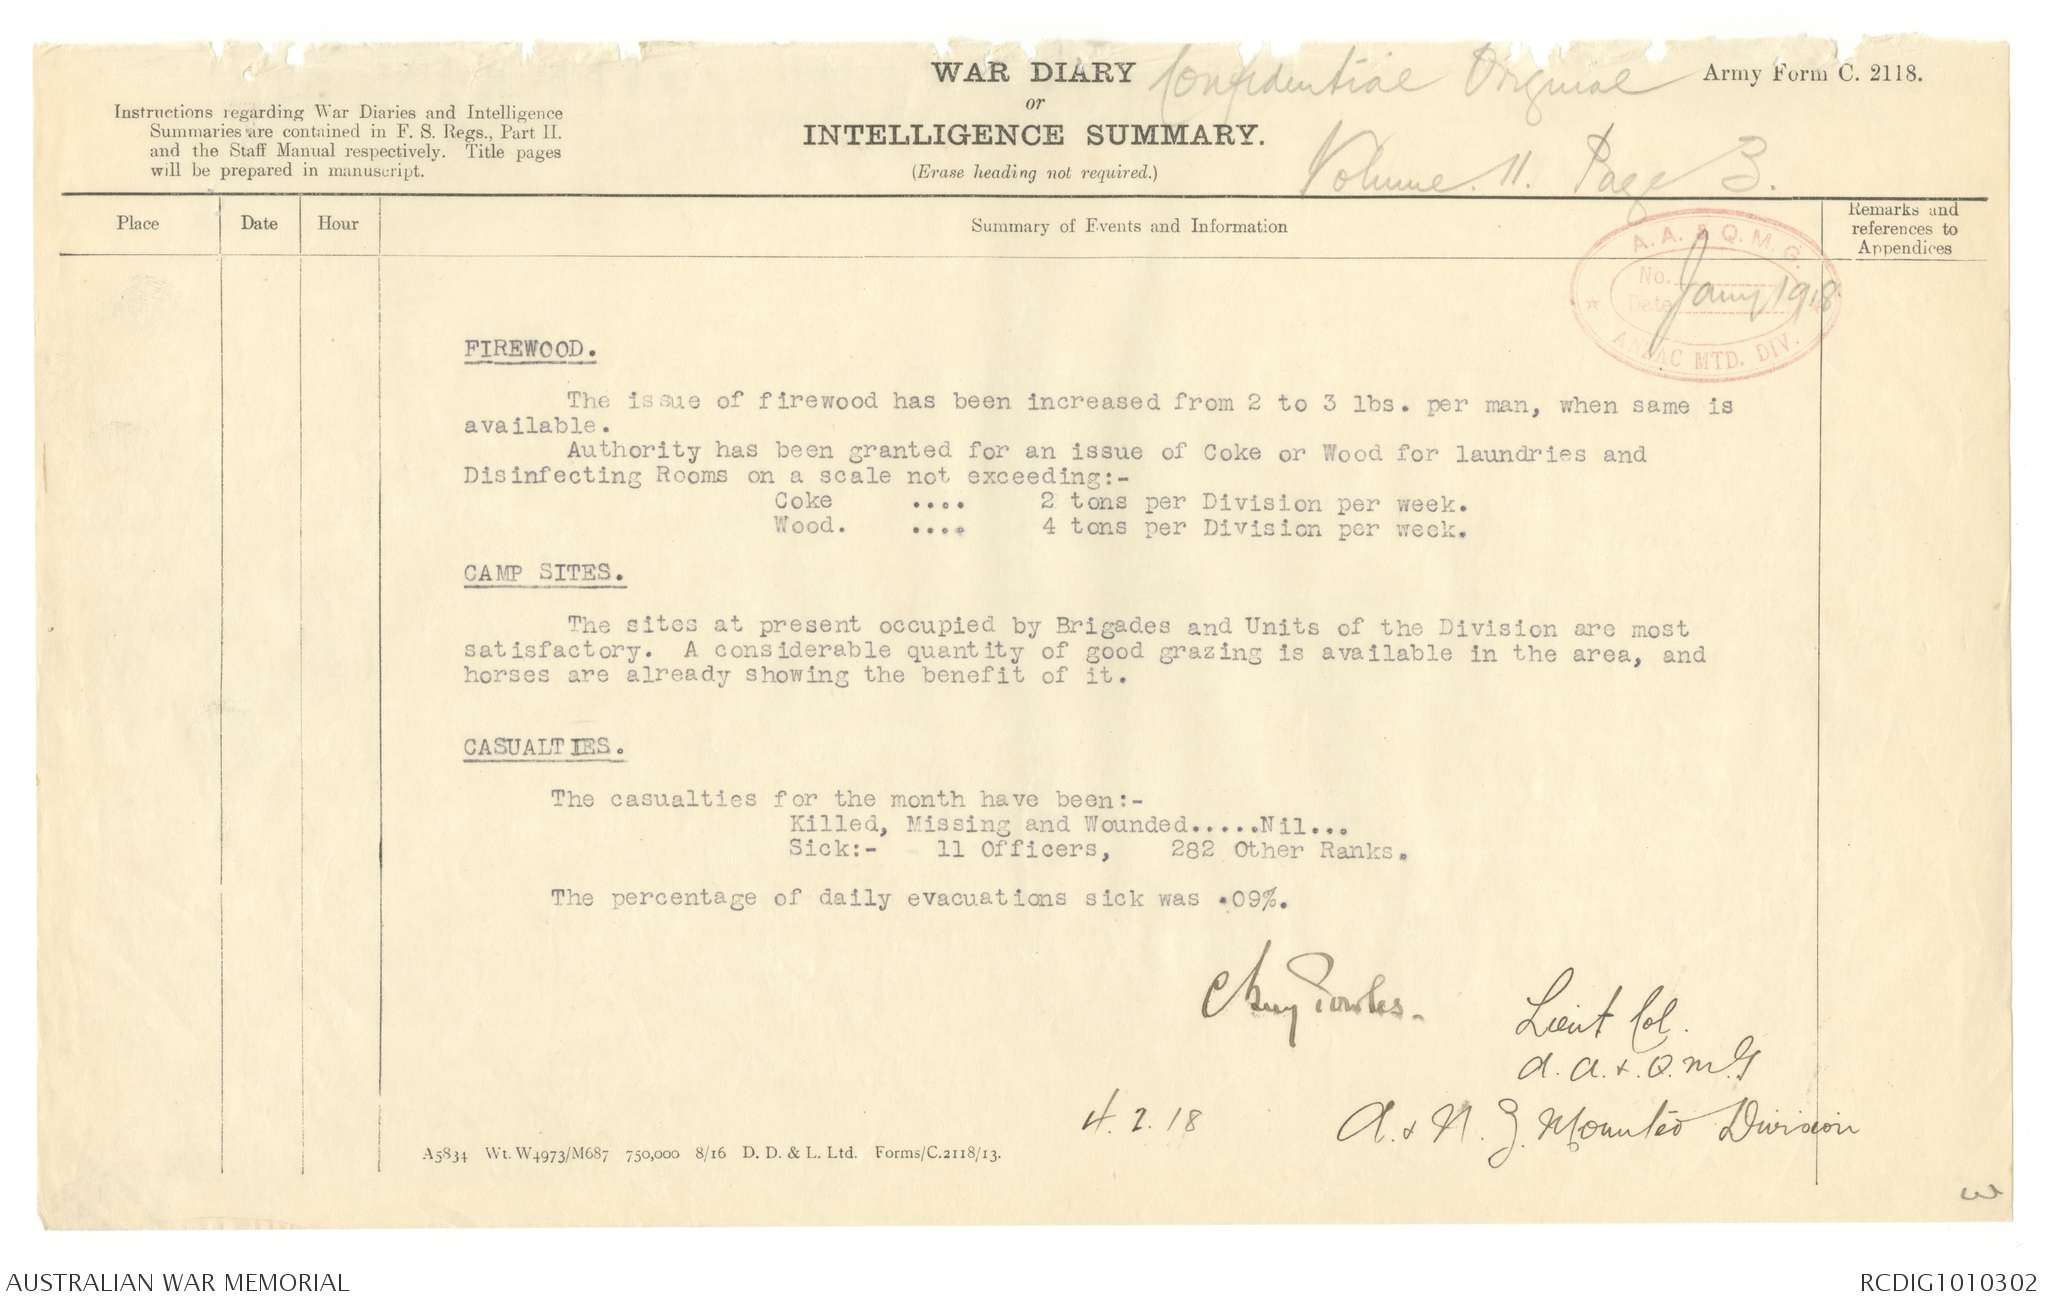 WAR DIARY
or
INTELLIGENCE SUMMARY.
(Erase heading not required.)
Confidential Original
Volume. 11. Page 3.
Army Form C. 2118.
Instructions regarding War Diaries and Intelligence
Summaries are contained in F. S. Regs., Part II.
and the Staff Manual respectively. Title pages
will be prepared in manuscript.
Place
Date
Hour
Summary of Events and Information
Remarks and
references to
Appendices
A. A. & Q. M. G.
No.
Date Jany 1918
ANZAC MTD. DIV.
FIREWOOD.
The issue of firewood has been increased from 2 to 3 lbs. per man, when same is
available.
Authority has been granted for an issue of Coke or Wood for laundries and
Disinfecting Rooms on a scale not exceeding:-
Coke .... 2 tons per Division per week.
Wood. .... 4 tons per Division per week.
CAMP SITES.
The sites at present occupied by Brigades and Units of the Division are most
satisfactory. A considerable quantity of good grazing is available in the area, and
horses are already showing the benefit of it.
CASUALTIES.
The casualties for the month have been:-
Killed, Missing and Wounded.....Nil...
Sick:- 11 Officers, 282 Other Ranks.
The percentage of daily evacuations sick was .09%.
Lieut Col.
A. A. & Q. M. G
4. 2. 18
A. & N. Z. Mounted Division
A5834 Wt. W4973/M687 750,000 8/16 D. D. & L. Ltd. Forms/C.2118/13.
3
AUSTRALIAN WAR MEMORIAL
RCDIG1010302